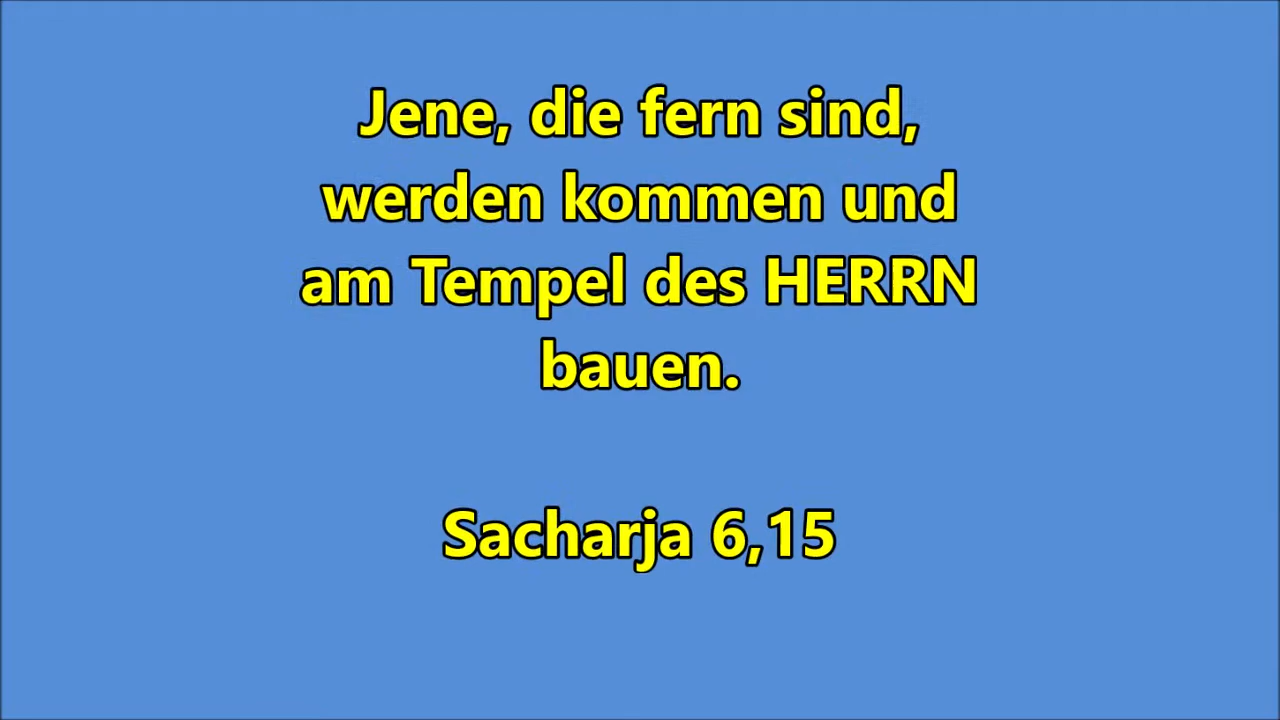 Jene, die fern sind,
werden kommen und
am Tempel des HERRN
bauen.
Sacharja 6,15